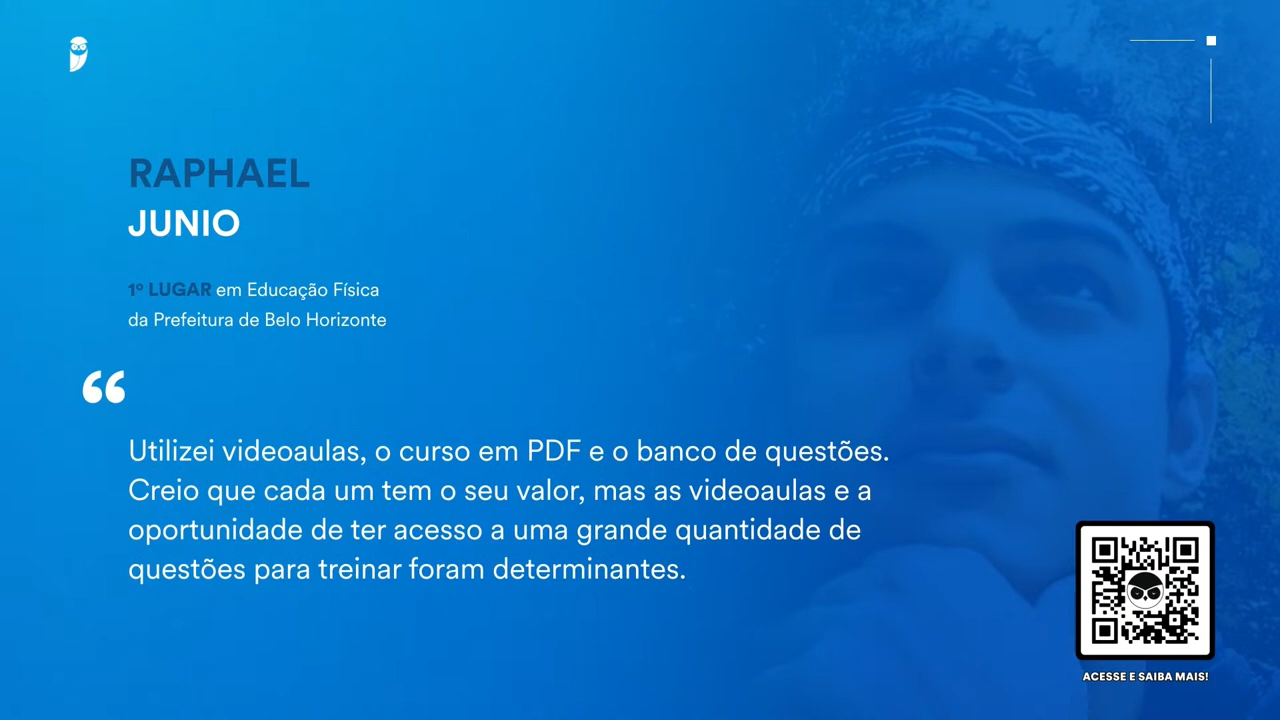 RAPHAEL
JUNIO
1º LUGAR em Educação Física
da Prefeitura de Belo Horizonte
“
Utilizei videoaulas, o curso em PDF e o banco de questões.
Creio que cada um tem o seu valor, mas as videoaulas e a
oportunidade de ter acesso a uma grande quantidade de
questões para treinar foram determinantes.
ACESSE E SAIBA MAIS!